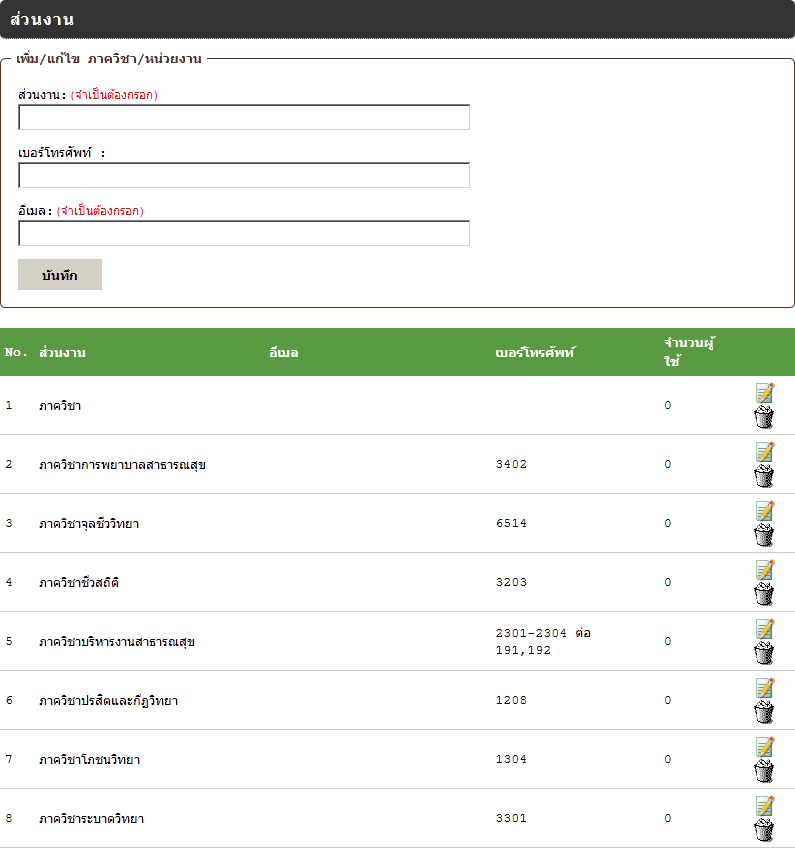 ส่วนงาน
เพิ่ม/แก้ไข ภาควิชา/หน่วยงาน
ส่วนงาน: (จำเป็นต้องกรอก)
เบอร์โทรศัพท์ :
อีเมล: (จำเป็นต้องกรอก)
บันทึก
No. ส่วนงาน อีเมล เบอร์โทรศัพท์ จำนวนผู้
ใช้
1 ภาควิชา 0
2 ภาควิชาการพยาบาลสาธารณสุข 3402 0
3 ภาควิชาจุลชีววิทยา 6514 0
4 ภาควิชาชีวสถิติ 3203 0
5 ภาควิชาบริหารงานสาธารณสุข 2301-2304 ต่อ 0
191,192
6 ภาควิชาปรสิตและกีฏวิทยา 1208 0
7 ภาควิชาโภชนวิทยา 1304 0
8 ภาควิชาระบาดวิทยา 3301 0